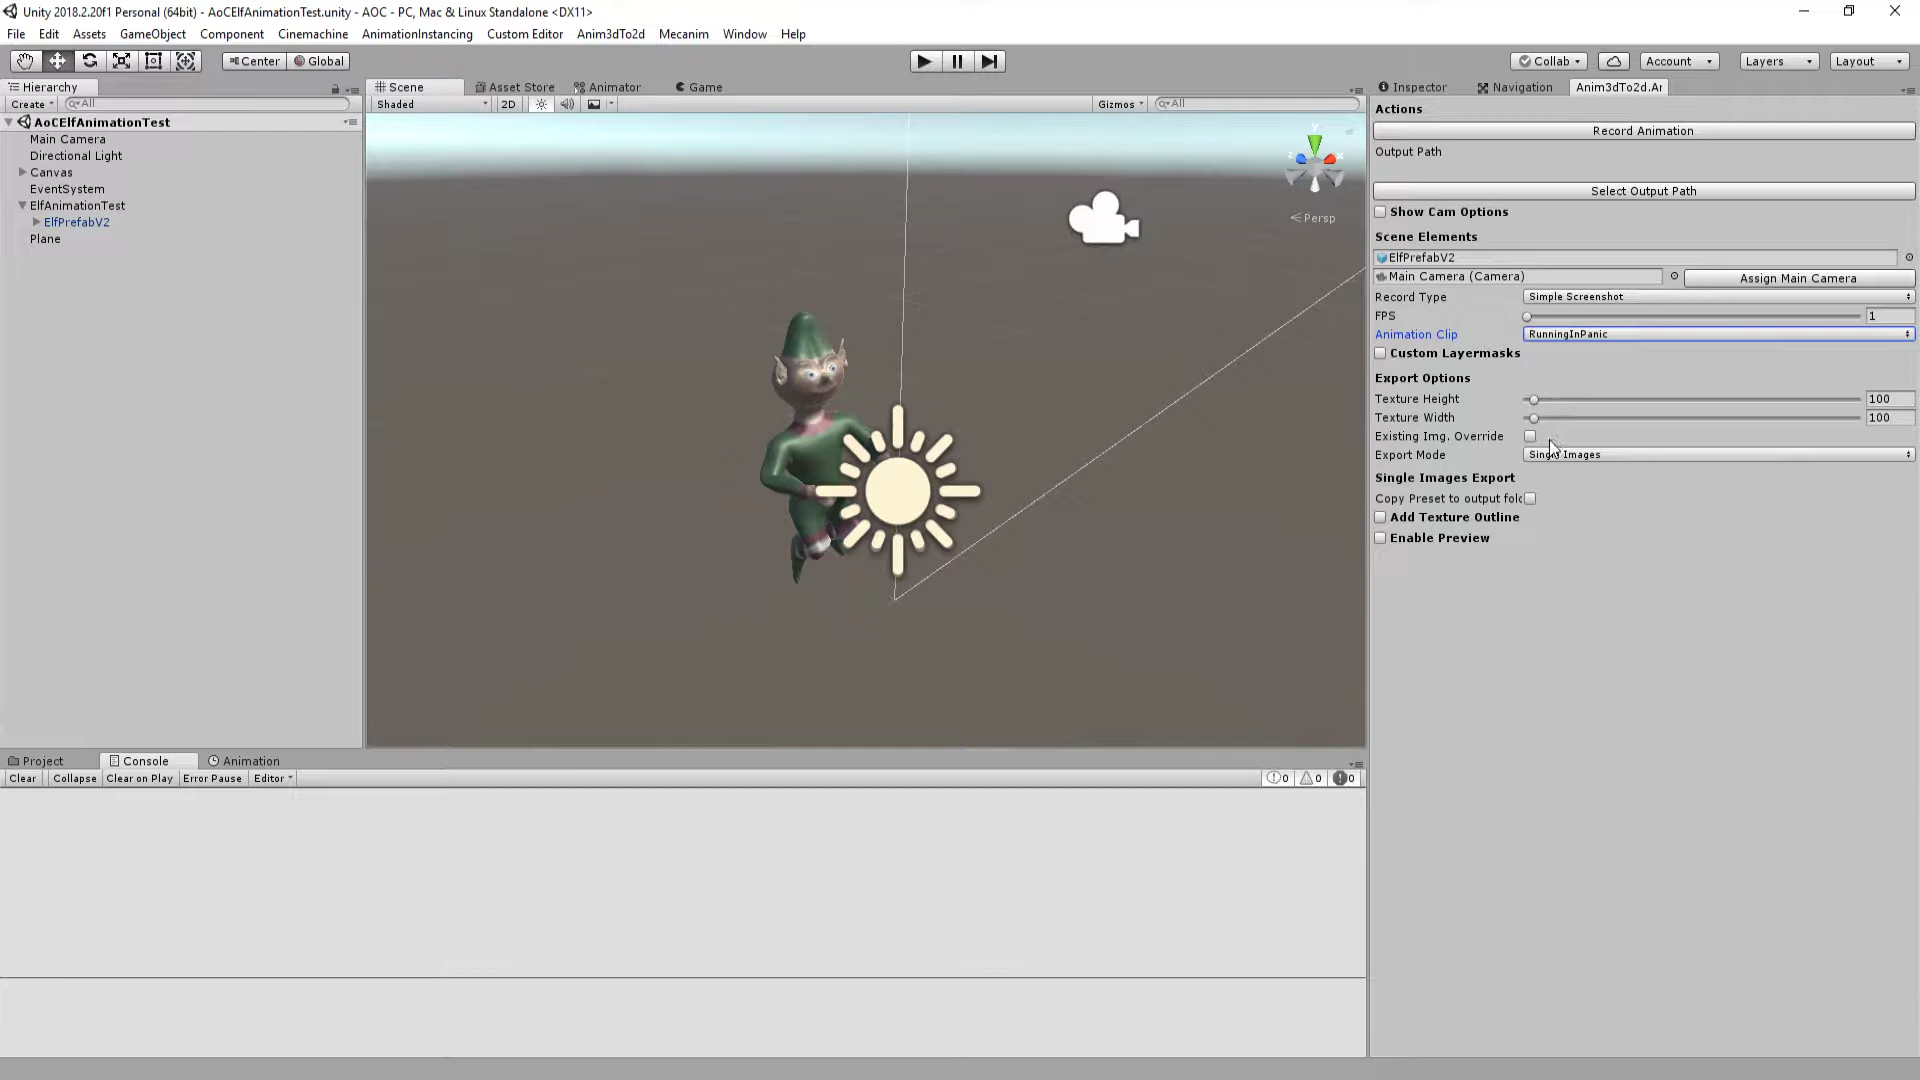 Unity 2018.2.20f1 Personal (64bit) - AoCElfAnimationTest.unity - AOC - PC, Mac & Linux Standalone <DX11>
File Edit Assets GameObject Component Cinemachine AnimationInstancing Custom Editor Anim3dTo2d Mecanim Window Help
Center Global Collab Account Layers Layout
Hierarchy
Create All
AoCElfAnimationTest
Main Camera
Directional Light
Canvas
EventSystem
ElfAnimationTest
ElfPrefabV2
Plane
Scene Asset Store Animator Game
Shaded 2D Gizmos All
y
Persp
Inspector Navigation Anim3dTo2d.Ar
Actions
Record Animation
Output Path
Select Output Path
Show Cam Options
Scene Elements
ElfPrefabV2
Main Camera (Camera) Assign Main Camera
Record Type Simple Screenshot
FPS 1
Animation Clip RunningInPanic
Custom Layermasks
Export Options
Texture Height 100
Texture Width 100
Existing Img. Override
Export Mode Single Images
Single Images Export
Copy Preset to output folc
Add Texture Outline
Enable Preview
Project Console Animation
Clear Collapse Clear on Play Error Pause Editor 0 0 0